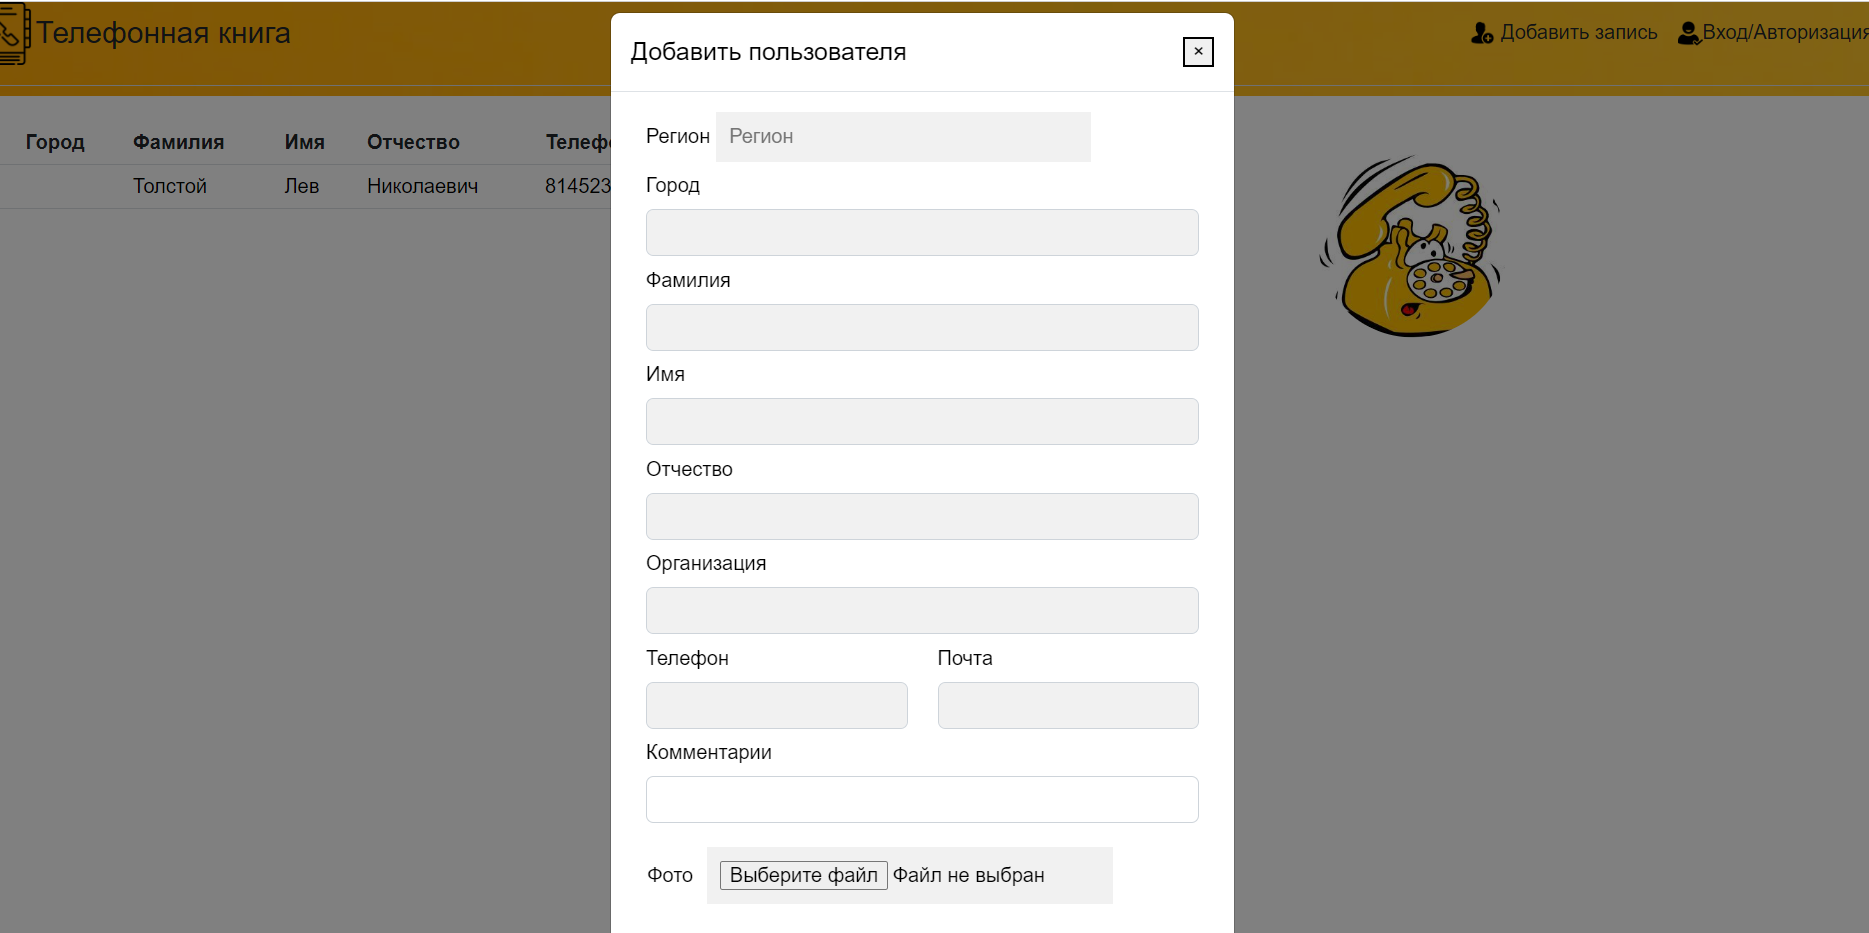 Телефонная книга
Добавить запись
Вход/Авторизация
Город Фамилия Имя Отчество
Толстой Лев Николаевич 814523
Добавить пользователя
×
Регион Регион
Город
Фамилия
Имя
Отчество
Организация
Телефон Почта
Комментарии
Фото Выберите файл Файл не выбран